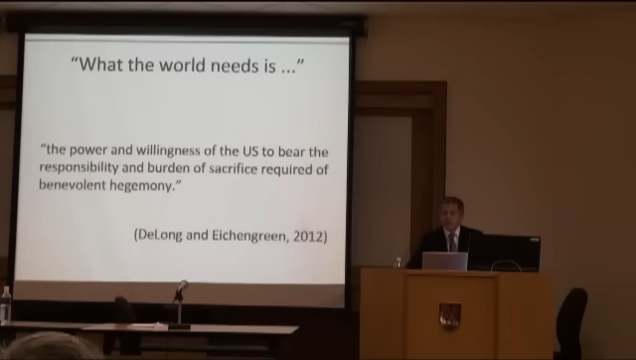 “What the world needs is ...”
“the power and willingness of the US to bear the
responsibility and burden of sacrifice required of
benevolent hegemony.”
(DeLong and Eichengreen, 2012)